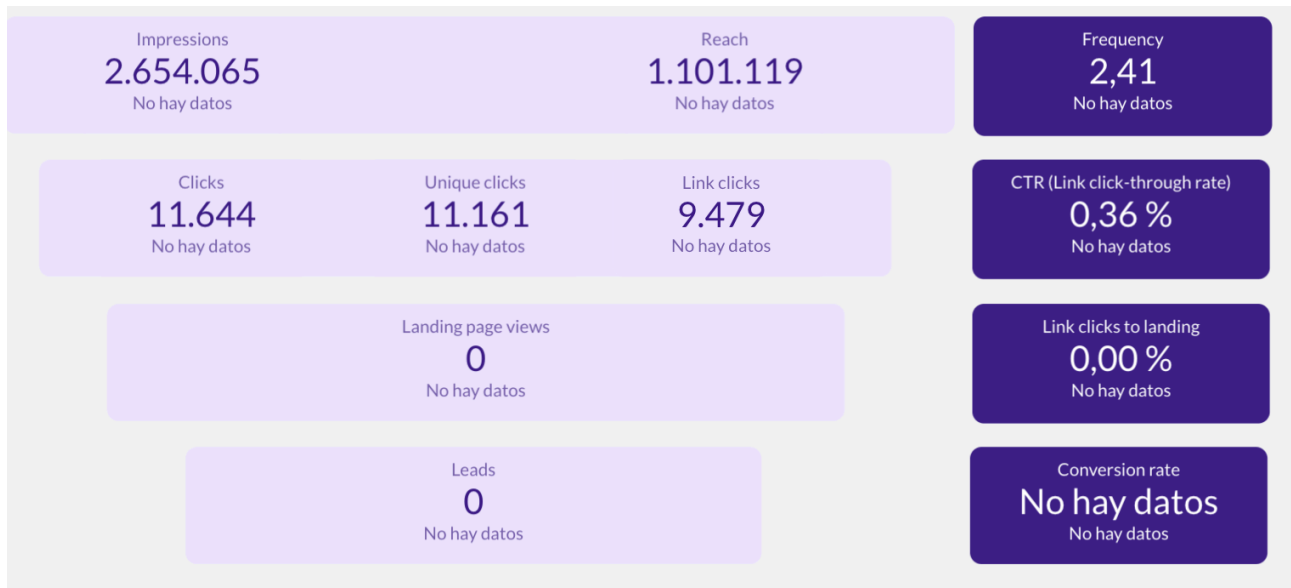 Impressions
2.654.065
No hay datos
Reach
1.101.119
No hay datos
Frequency
2,41
No hay datos
Clicks
11.644
No hay datos
Unique clicks
11.161
No hay datos
Link clicks
9.479
No hay datos
CTR (Link click-through rate)
0,36 %
No hay datos
Landing page views
0
No hay datos
Link clicks to landing
0,00 %
No hay datos
Leads
0
No hay datos
Conversion rate
No hay datos
No hay datos